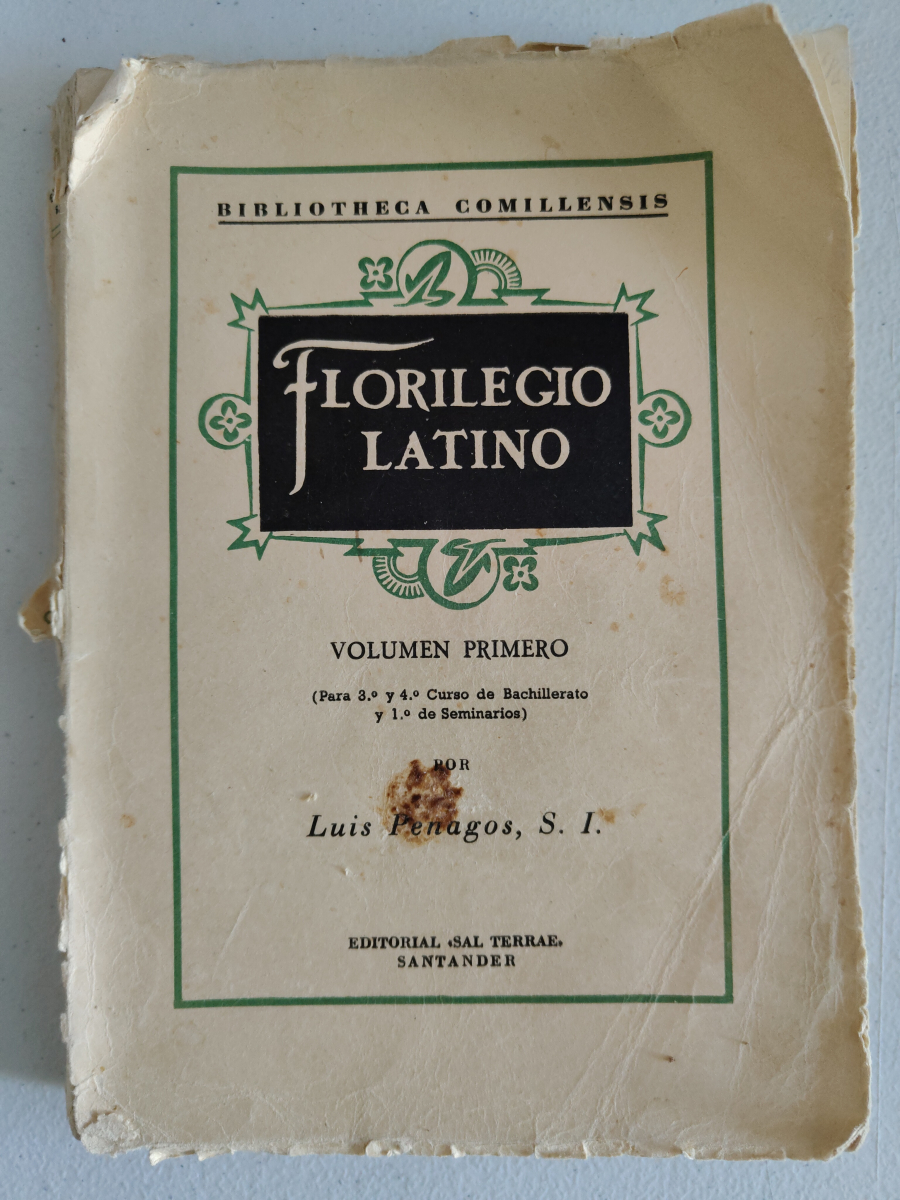 BIBLIOTHECA COMILLENSIS
FLORILEGIO
LATINO
VOLUMEN PRIMERO
(Para 3.º y 4.º Curso de Bachillerato
y 1.º de Seminarios)
POR
Luis Penagos, S. I.
EDITORIAL «SAL TERRAE»
SANTANDER